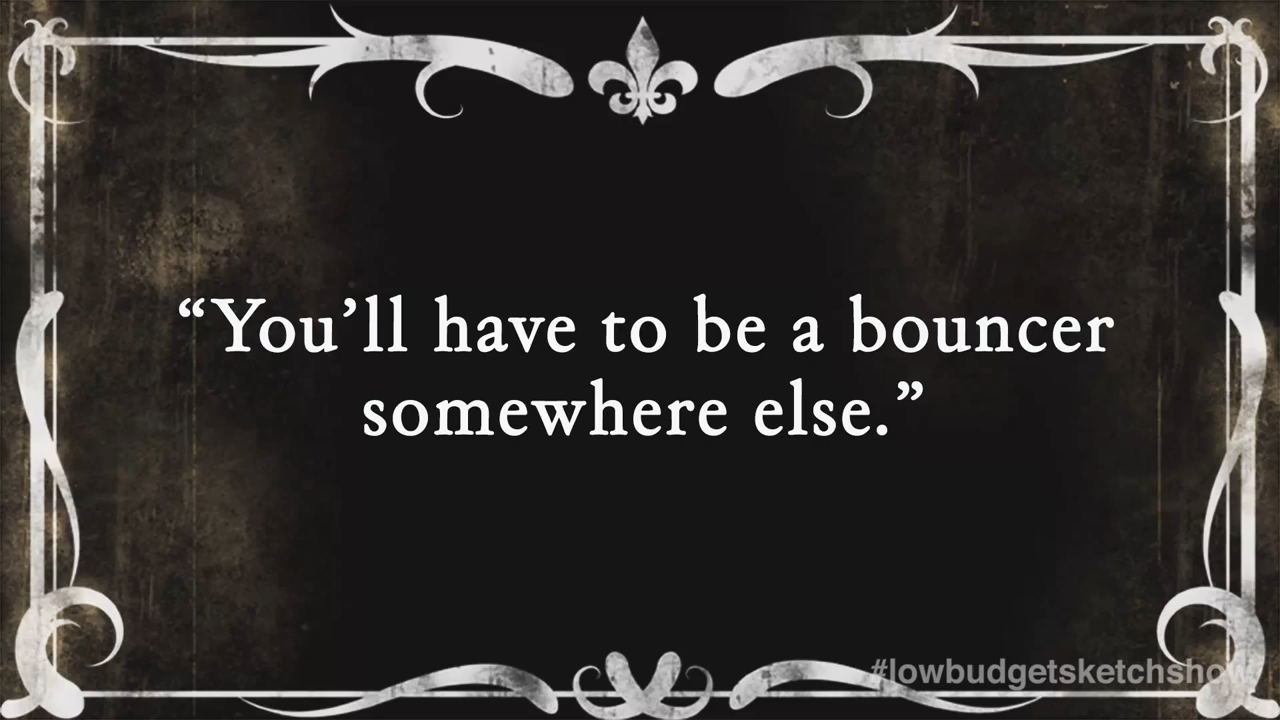 “You’ll have to be a bouncer
somewhere else.”
#lowbudgetsketchshow